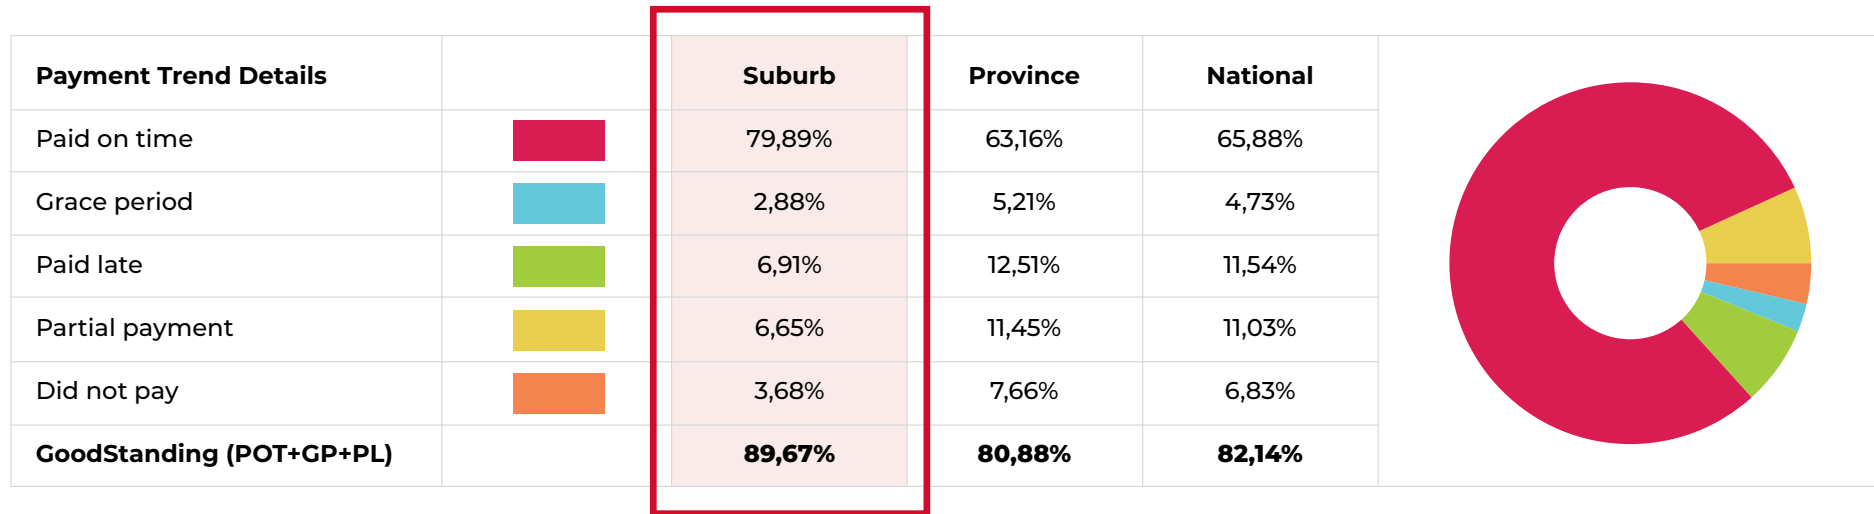 Payment Trend Details Suburb Province National
Paid on time 79,89% 63,16% 65,88%
Grace period 2,88% 5,21% 4,73%
Paid late 6,91% 12,51% 11,54%
Partial payment 6,65% 11,45% 11,03%
Did not pay 3,68% 7,66% 6,83%
GoodStanding (POT+GP+PL) 89,67% 80,88% 82,14%